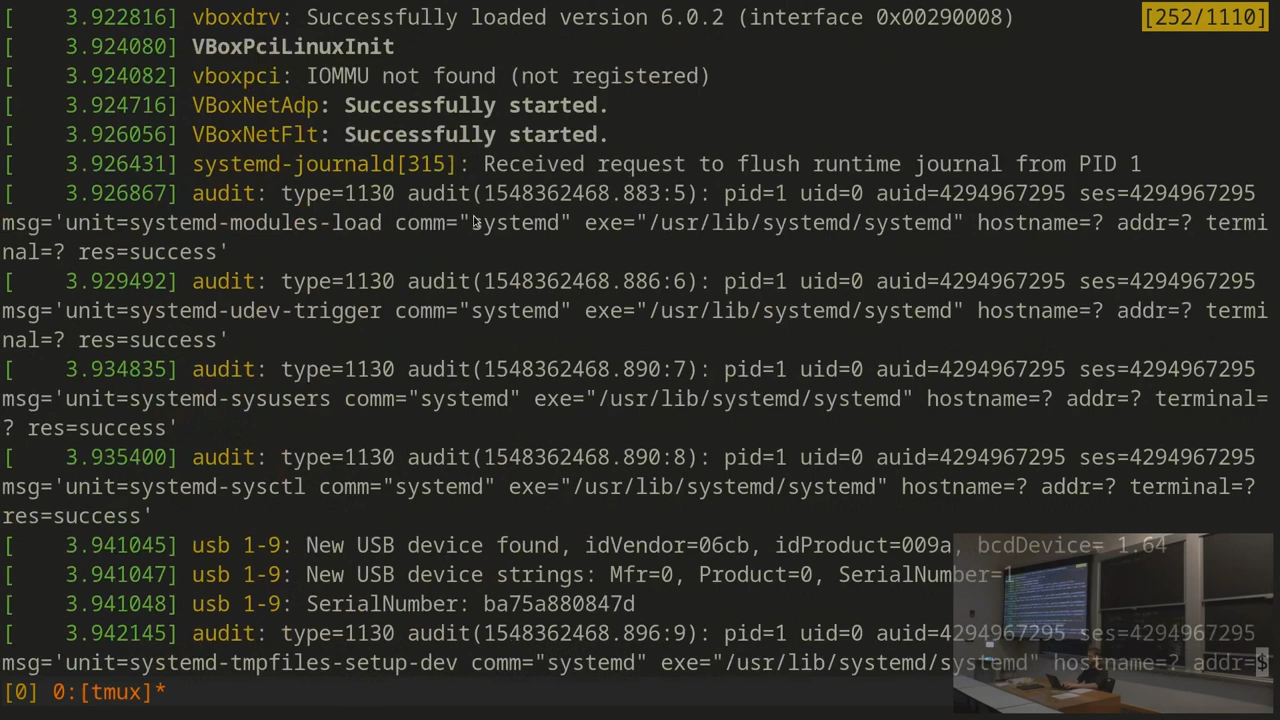 [    3.922816] vboxdrv: Successfully loaded version 6.0.2 (interface 0x00290008)
[252/1110]
[    3.924080] VBoxPciLinuxInit
[    3.924082] vboxpci: IOMMU not found (not registered)
[    3.924716] VBoxNetAdp: Successfully started.
[    3.926056] VBoxNetFlt: Successfully started.
[    3.926431] systemd-journald[315]: Received request to flush runtime journal from PID 1
[    3.926867] audit: type=1130 audit(1548362468.883:5): pid=1 uid=0 auid=4294967295 ses=4294967295
msg='unit=systemd-modules-load comm="systemd" exe="/usr/lib/systemd/systemd" hostname=? addr=? termi
nal=? res=success'
[    3.929492] audit: type=1130 audit(1548362468.886:6): pid=1 uid=0 auid=4294967295 ses=4294967295
msg='unit=systemd-udev-trigger comm="systemd" exe="/usr/lib/systemd/systemd" hostname=? addr=? termi
nal=? res=success'
[    3.934835] audit: type=1130 audit(1548362468.890:7): pid=1 uid=0 auid=4294967295 ses=4294967295
msg='unit=systemd-sysusers comm="systemd" exe="/usr/lib/systemd/systemd" hostname=? addr=? terminal=
? res=success'
[    3.935400] audit: type=1130 audit(1548362468.890:8): pid=1 uid=0 auid=4294967295 ses=4294967295
msg='unit=systemd-sysctl comm="systemd" exe="/usr/lib/systemd/systemd" hostname=? addr=? terminal=?
res=success'
[    3.941045] usb 1-9: New USB device found, idVendor=06cb, idProduct=009a, bcdDevice= 1.64
[    3.941047] usb 1-9: New USB device strings: Mfr=0, Product=0, SerialNumber=1
[    3.941048] usb 1-9: SerialNumber: ba75a880847d
[    3.942145] audit: type=1130 audit(1548362468.896:9): pid=1 uid=0 auid=4294967295 ses=4294967295
msg='unit=systemd-tmpfiles-setup-dev comm="systemd" exe="/usr/lib/systemd/systemd" hostname=? addr=$
[0] 0:[tmux]*